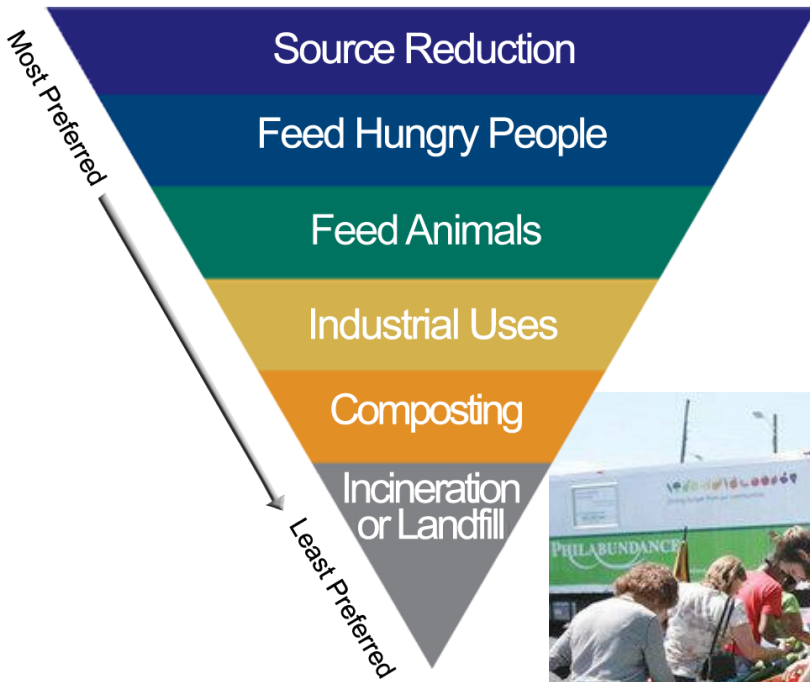 Most Preferred
Source Reduction
Feed Hungry People
Feed Animals
Industrial Uses
Composting
Incineration
or Landfill
Least Preferred
PHILABUNDANCE